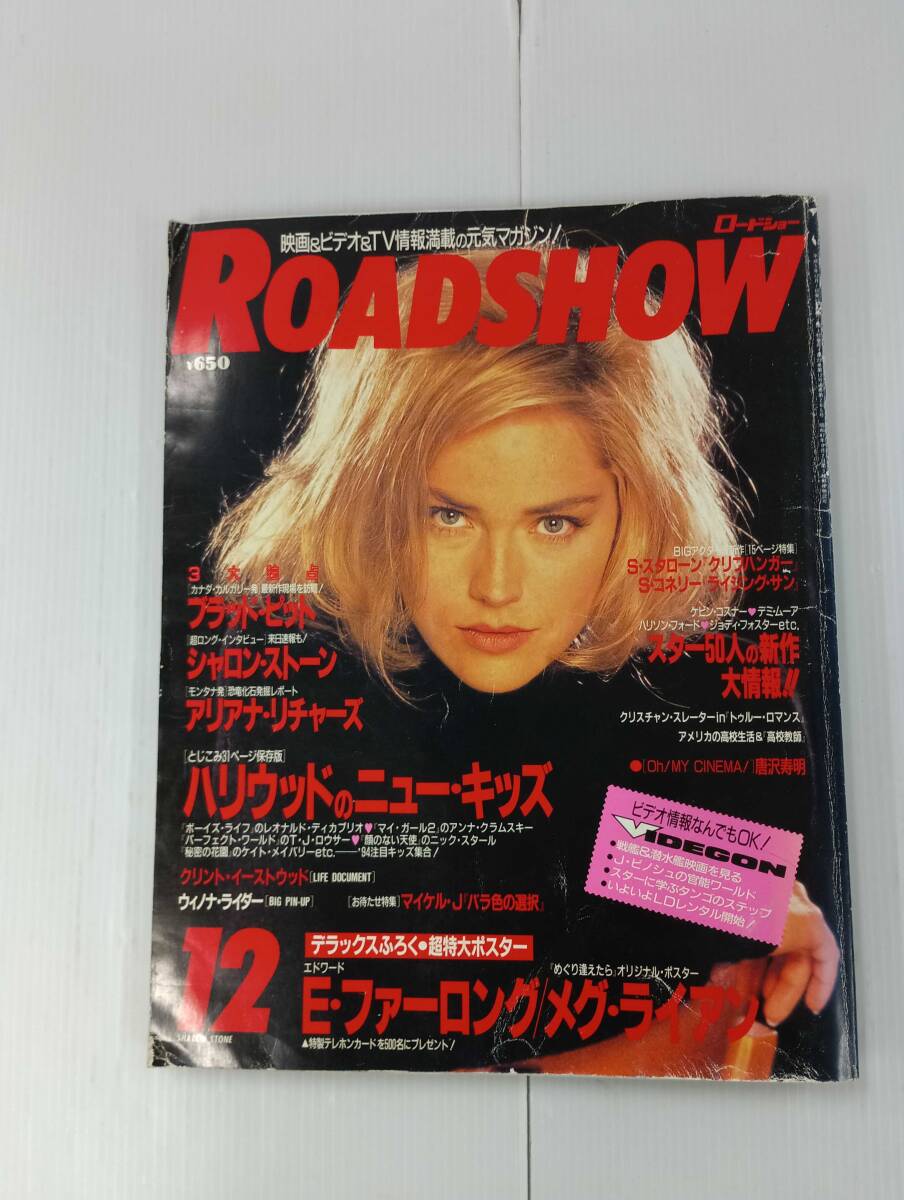 映画&ビデオ&TV情報満載の元気マガジン!
ロードショー
ROADSHOW
¥650
3大独占
[カナダ・カルガリー発]最新作現場を訪問!
ブラッド・ピット
[超ロング・インタビュー]来日速報も!
シャロン・ストーン
[モンタナ発]恐竜化石発掘レポート
アリアナ・リチャーズ
[とじこみ31ページ保存版]
ハリウッドのニュー・キッズ
『ボーイズ・ライフ』のレオナルド・ディカプリオ♥『マイ・ガール2』のアンナ・クラムスキー
『パーフェクト・ワールド』のT・J・ロウサー♥『顔のない天使』のニック・スタール
『秘密の花園』のケイト・メイバリーetc.──'94注目キッズ集合!
クリント・イーストウッド[LIFE DOCUMENT]
ウィノナ・ライダー[BIG PIN-UP]
[お待たせ特集]マイケル・J『バラ色の選択』
BIGアクター
新作[15ページ特集]
S・スタローン『クリフハンガー』
S・コネリー『ライジング・サン』
ケビン・コスナー♥デミ・ムーア
ハリソン・フォード♥ジョディ・フォスターetc.
スター50人の新作
大情報!!
クリスチャン・スレーターin『トゥルー・ロマンス』
アメリカの高校生活&『高校教師』
●[Oh! MY CINEMA!]唐沢寿明
ビデオ情報なんでもOK!
VIDEGON
•戦艦&潜水艦映画を見る
•J・ビノシュの官能ワールド
•スターに学ぶタンゴのステップ
•いよいよLDレンタル開始!
12
SHARON STONE
デラックスふろく●超特大ポスター
エドワード
『めぐり逢えたら』オリジナル・ポスター
E・ファーロング/メグ・ライアン
▲特製テレホンカードを500名にプレゼント!